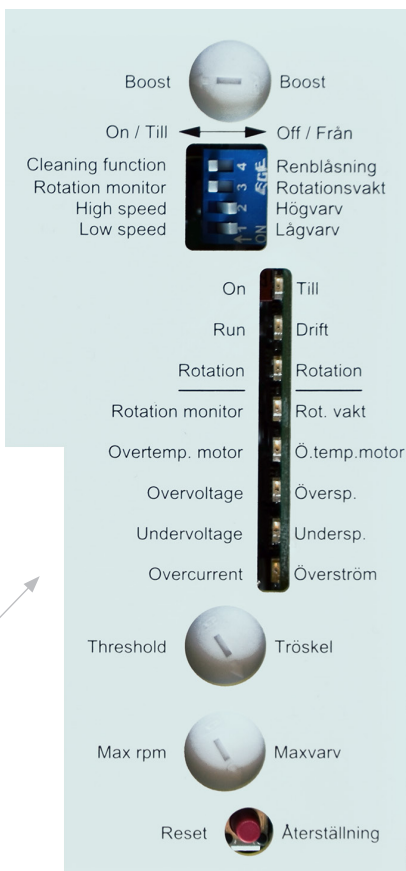 Boost Boost
On / Till Off / Från
Cleaning function 4 Renblåsning
Rotation monitor 3 Rotationsvakt
High speed 2 Högvarv
Low speed 1 ON Lågvarv
On Till
Run Drift
Rotation Rotation
Rotation monitor Rot. vakt
Overtemp. motor Ö.temp.motor
Overvoltage Översp.
Undervoltage Undersp.
Overcurrent Överström
Threshold Tröskel
Max rpm Maxvarv
Reset Återställning